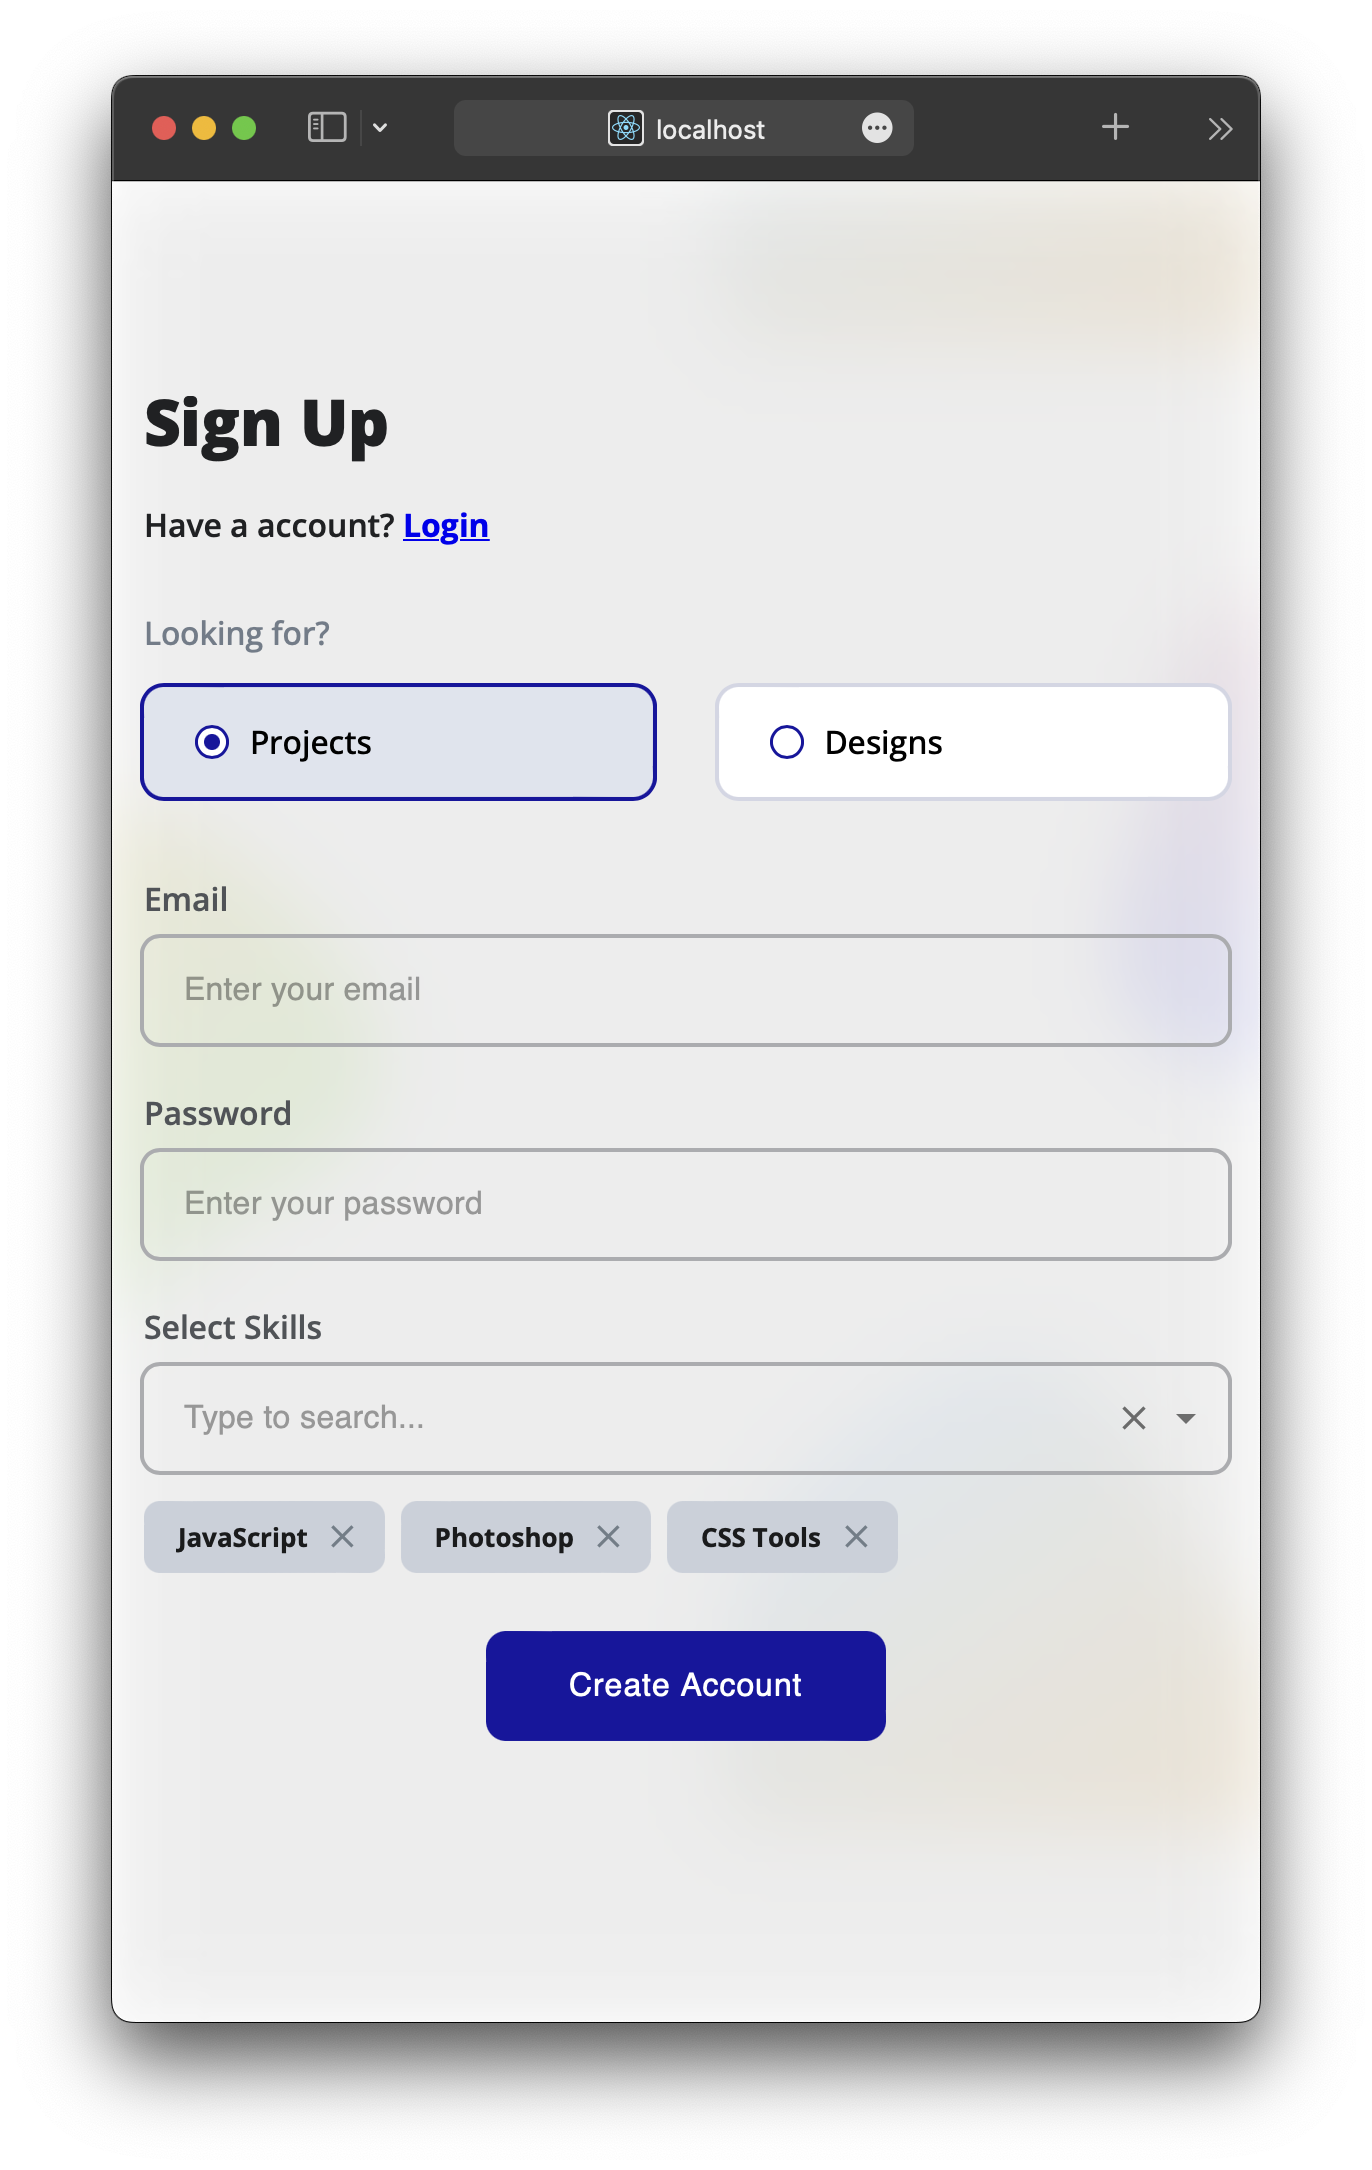 localhost
Sign Up
Have a account? Login
Looking for?
Projects
Designs
Email
Enter your email
Password
Enter your password
Select Skills
Type to search...
JavaScript Photoshop CSS Tools
Create Account